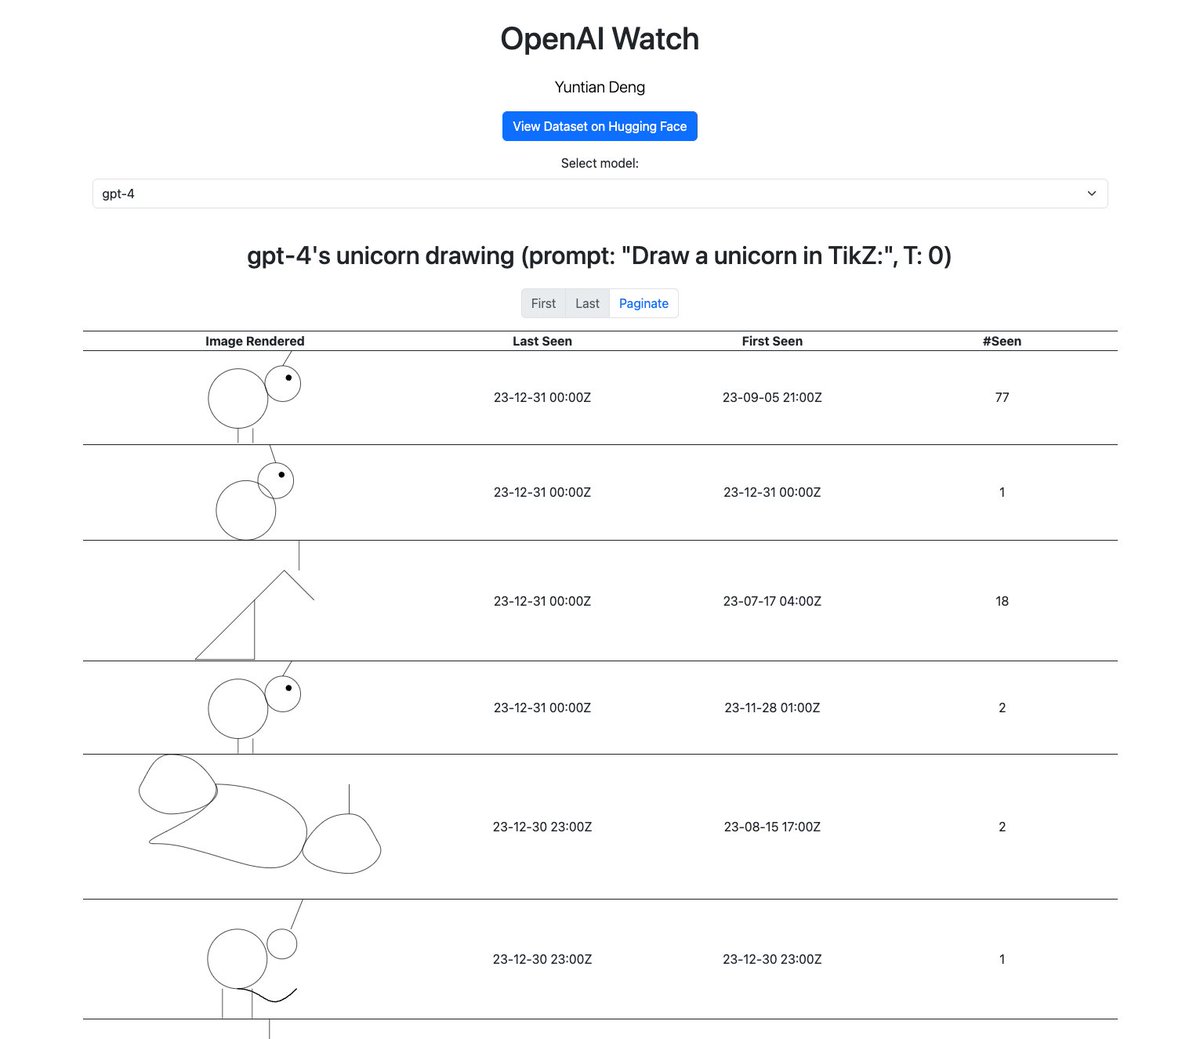 OpenAI Watch
Yuntian Deng
View Dataset on Hugging Face
Select model:
gpt-4
gpt-4's unicorn drawing (prompt: "Draw a unicorn in TikZ:", T: 0)
First Last Paginate
Image Rendered Last Seen First Seen #Seen
23-12-31 00:00Z 23-09-05 21:00Z 77
23-12-31 00:00Z 23-12-31 00:00Z 1
23-12-31 00:00Z 23-07-17 04:00Z 18
23-12-31 00:00Z 23-11-28 01:00Z 2
23-12-30 23:00Z 23-08-15 17:00Z 2
23-12-30 23:00Z 23-12-30 23:00Z 1